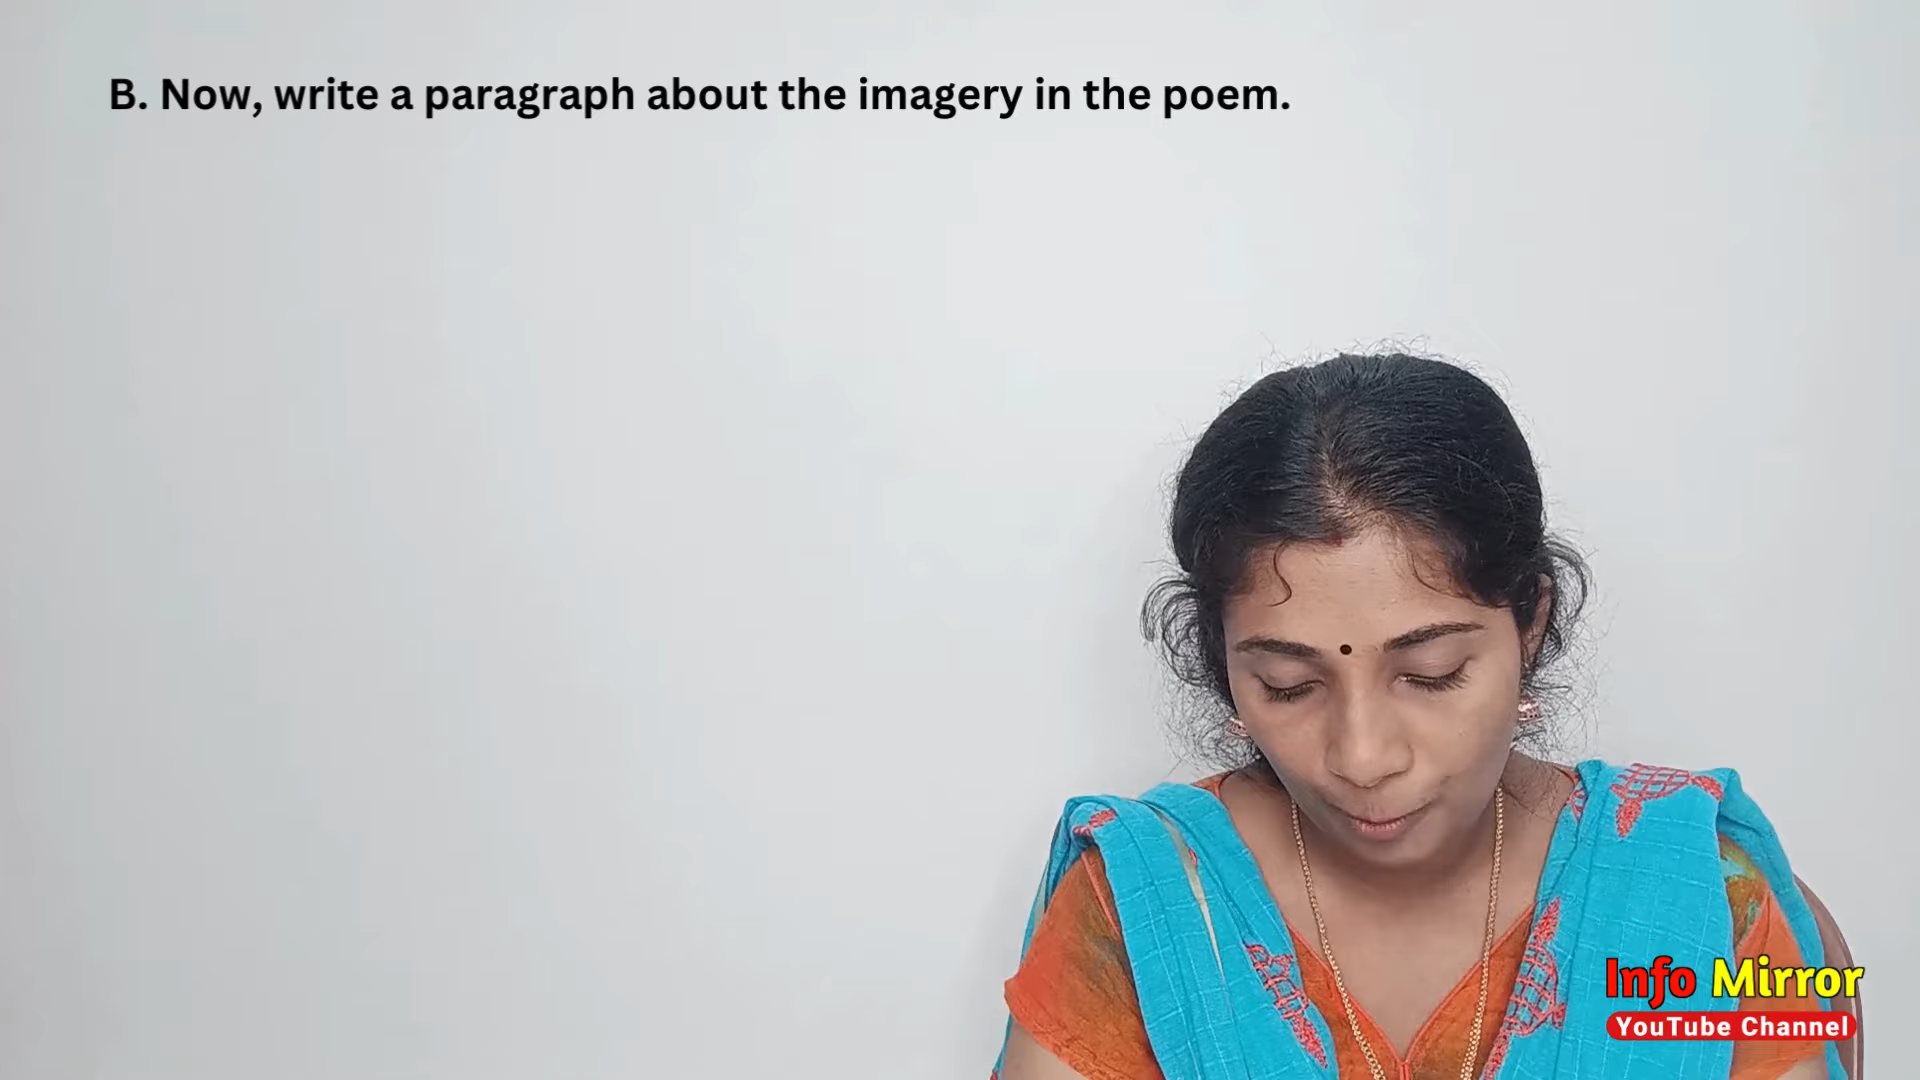 B. Now, write a paragraph about the imagery in the poem.
Info Mirror
YouTube Channel